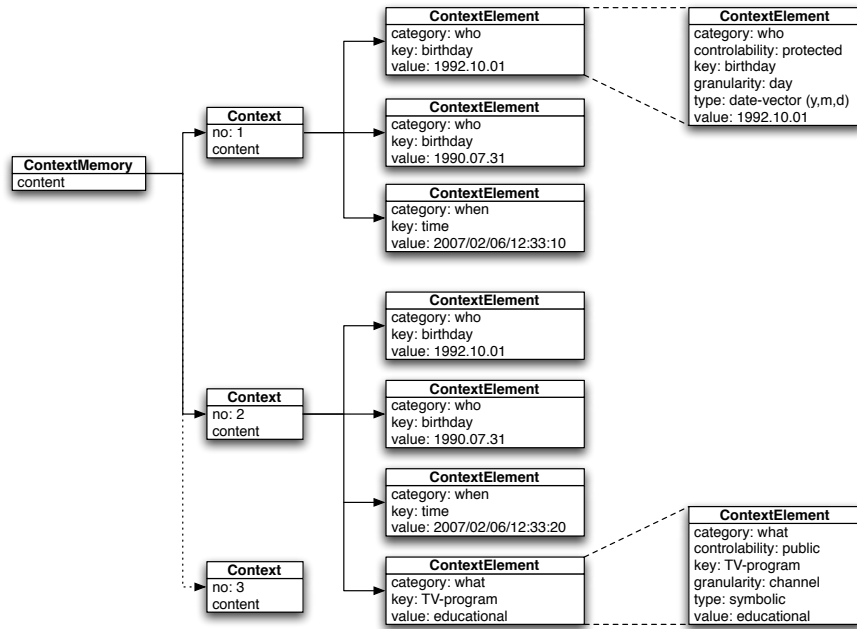 ContextMemory
content
Context
no: 1
content
ContextElement
category: who
key: birthday
value: 1992.10.01
ContextElement
category: who
controlability: protected
key: birthday
granularity: day
type: date-vector (y,m,d)
value: 1992.10.01
ContextElement
category: who
key: birthday
value: 1990.07.31
ContextElement
category: when
key: time
value: 2007/02/06/12:33:10
Context
no: 2
content
ContextElement
category: who
key: birthday
value: 1992.10.01
ContextElement
category: who
key: birthday
value: 1990.07.31
ContextElement
category: when
key: time
value: 2007/02/06/12:33:20
ContextElement
category: what
key: TV-program
value: educational
ContextElement
category: what
controlability: public
key: TV-program
granularity: channel
type: symbolic
value: educational
Context
no: 3
content